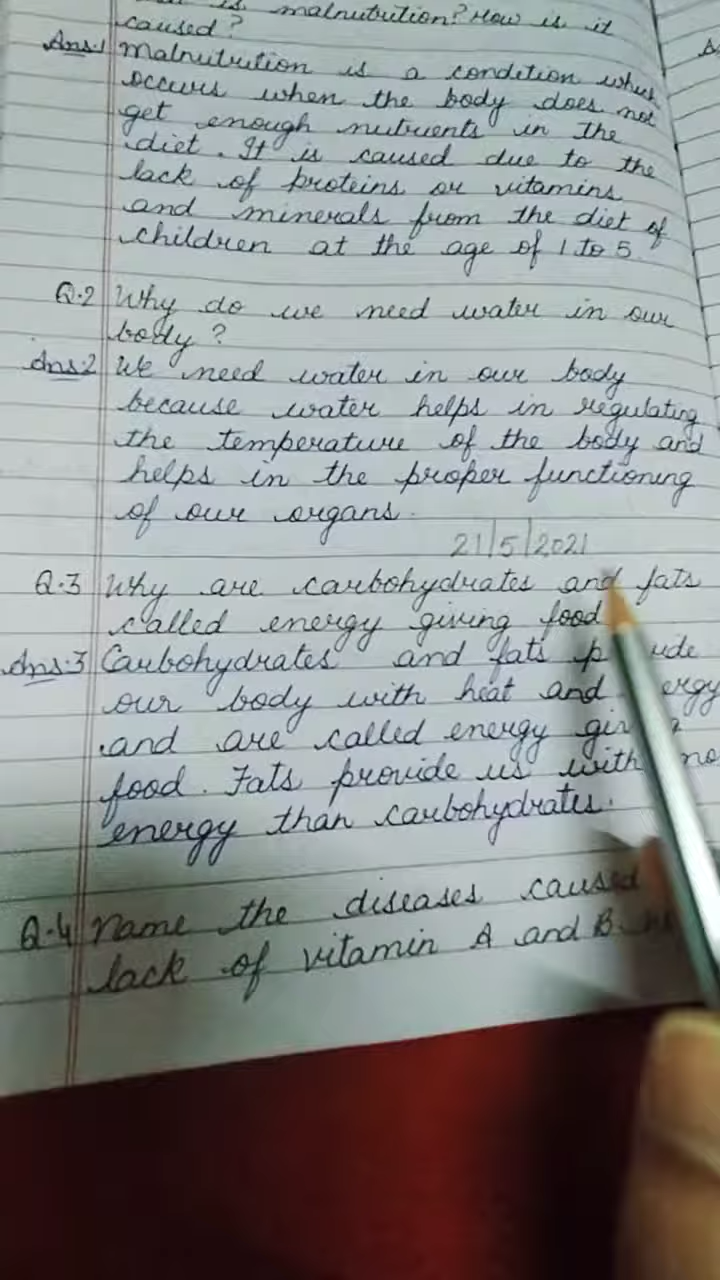 is malnutrition? How is it
caused?
Ans.1 Malnutrition is a condition which
occurs when the body does not
get enough nutrients in the
diet. It is caused due to the
lack of proteins or vitamins
and minerals from the diet of
children at the age of 1 to 5
Q.2 Why do we need water in our
body?
Ans.2 We need water in our body
because water helps in regulating
the temperature of the body and
helps in the proper functioning
of our organs.
21/5/2021
Q.3 Why are carbohydrates and fats
called energy giving food
Ans.3 Carbohydrates and fats
our body with heat and
and are called energy
food. Fats provide us with
energy than carbohydrates.
Q.4 Name the diseases caused
lack of vitamin A and B